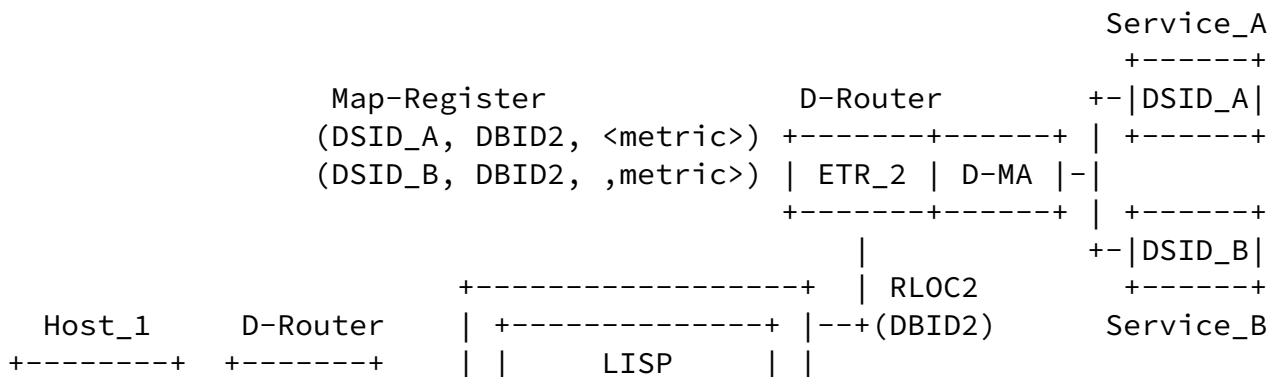 Service_A
                                                                 +------+
                   Map-Register              D-Router         +-|DSID_A|
                  (DSID_A, DBID2, <metric>) +-------+------+ | +------+
                  (DSID_B, DBID2, ,metric>) | ETR_2 | D-MA |-|
                                            +-------+------+ | +------+
                                                |             +-|DSID_B|
                          +------------------+  | RLOC2         +------+
  Host_1     D-Router     | +--------------+ |--+(DBID2)       Service_B
+--------+  +-------+     | |     LISP     | |